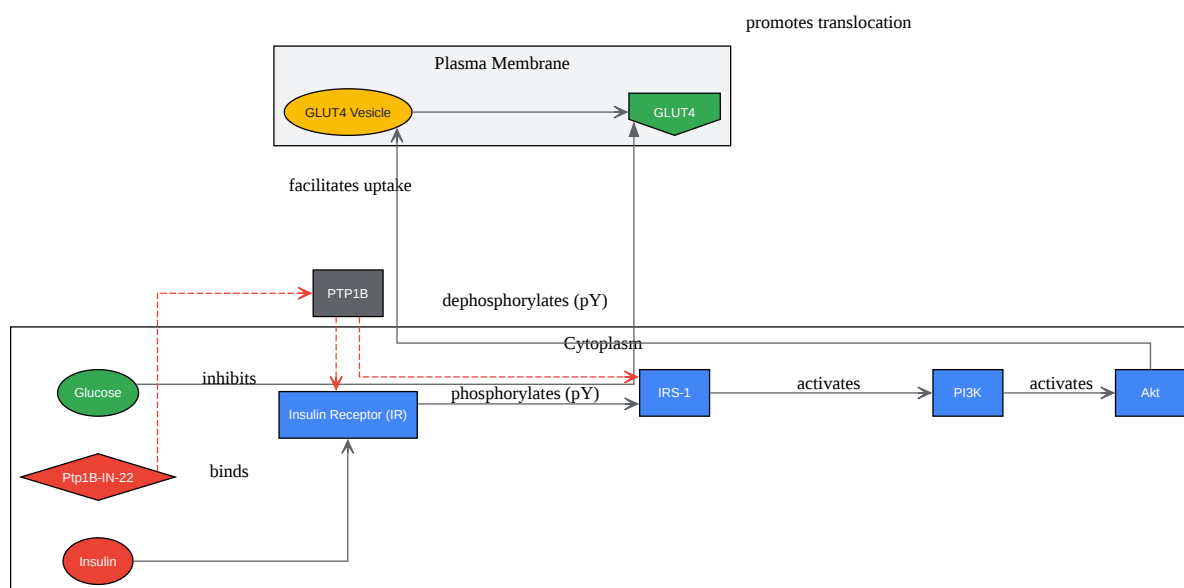 promotes translocation
Plasma Membrane
GLUT4 Vesicle
GLUT4
facilitates uptake
PTP1B
dephosphorylates (pY)
Cytoplasm
Glucose
inhibits
phosphorylates (pY)
IRS-1
activates
PI3K
activates
Akt
Insulin Receptor (IR)
Ptp1B-IN-22
binds
Insulin